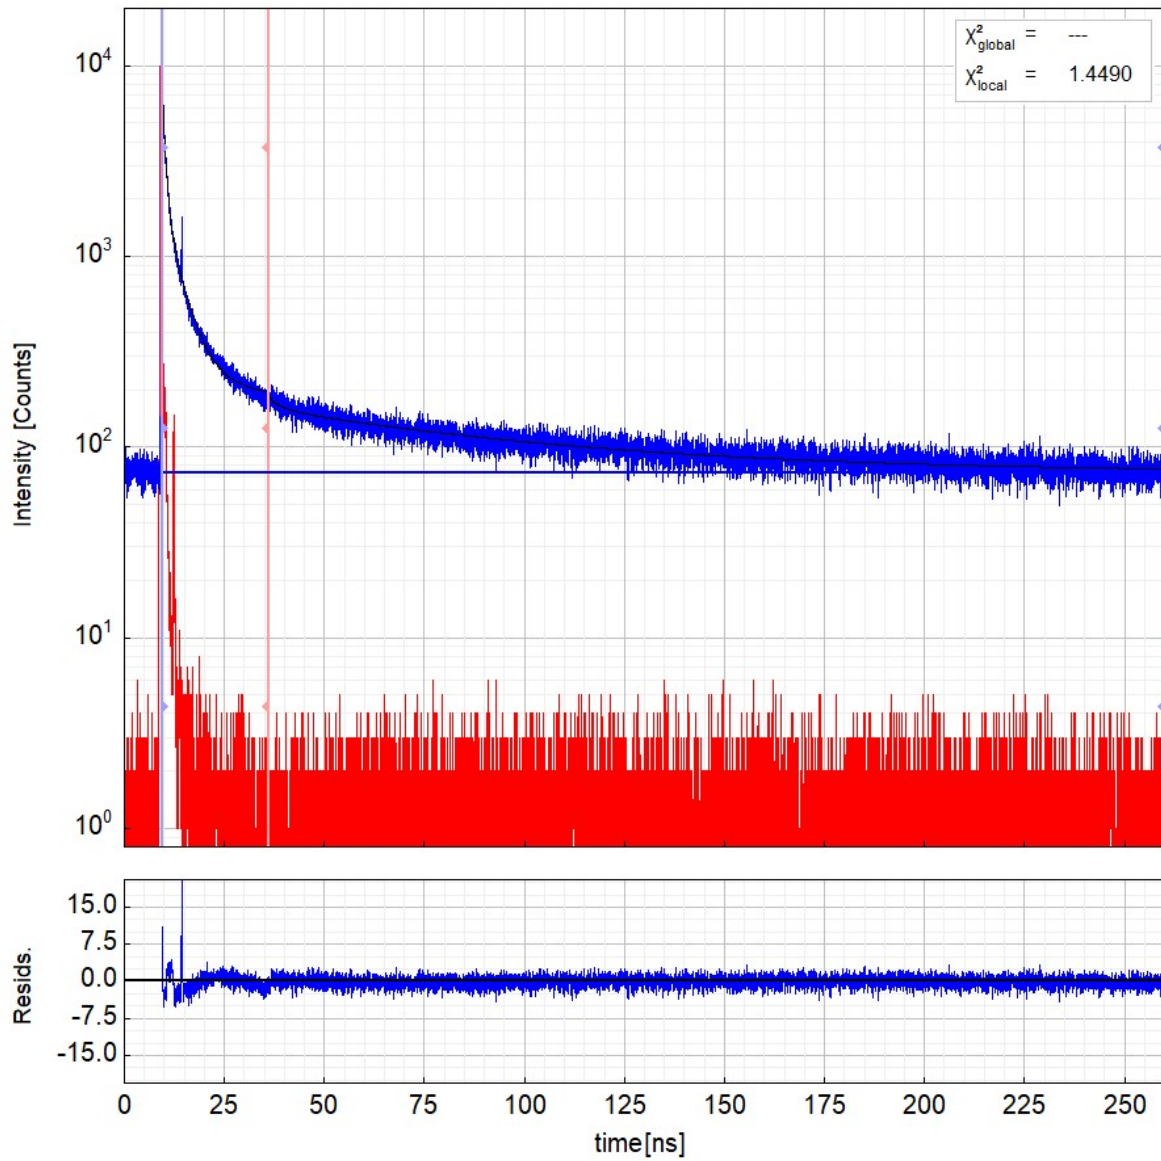 χ²global = ---
χ²local = 1.4490
10⁴
10³
10²
10¹
10⁰
Intensity [Counts]
15.0
7.5
0.0
-7.5
-15.0
Resids.
0 25 50 75 100 125 150 175 200 225 250
time[ns]